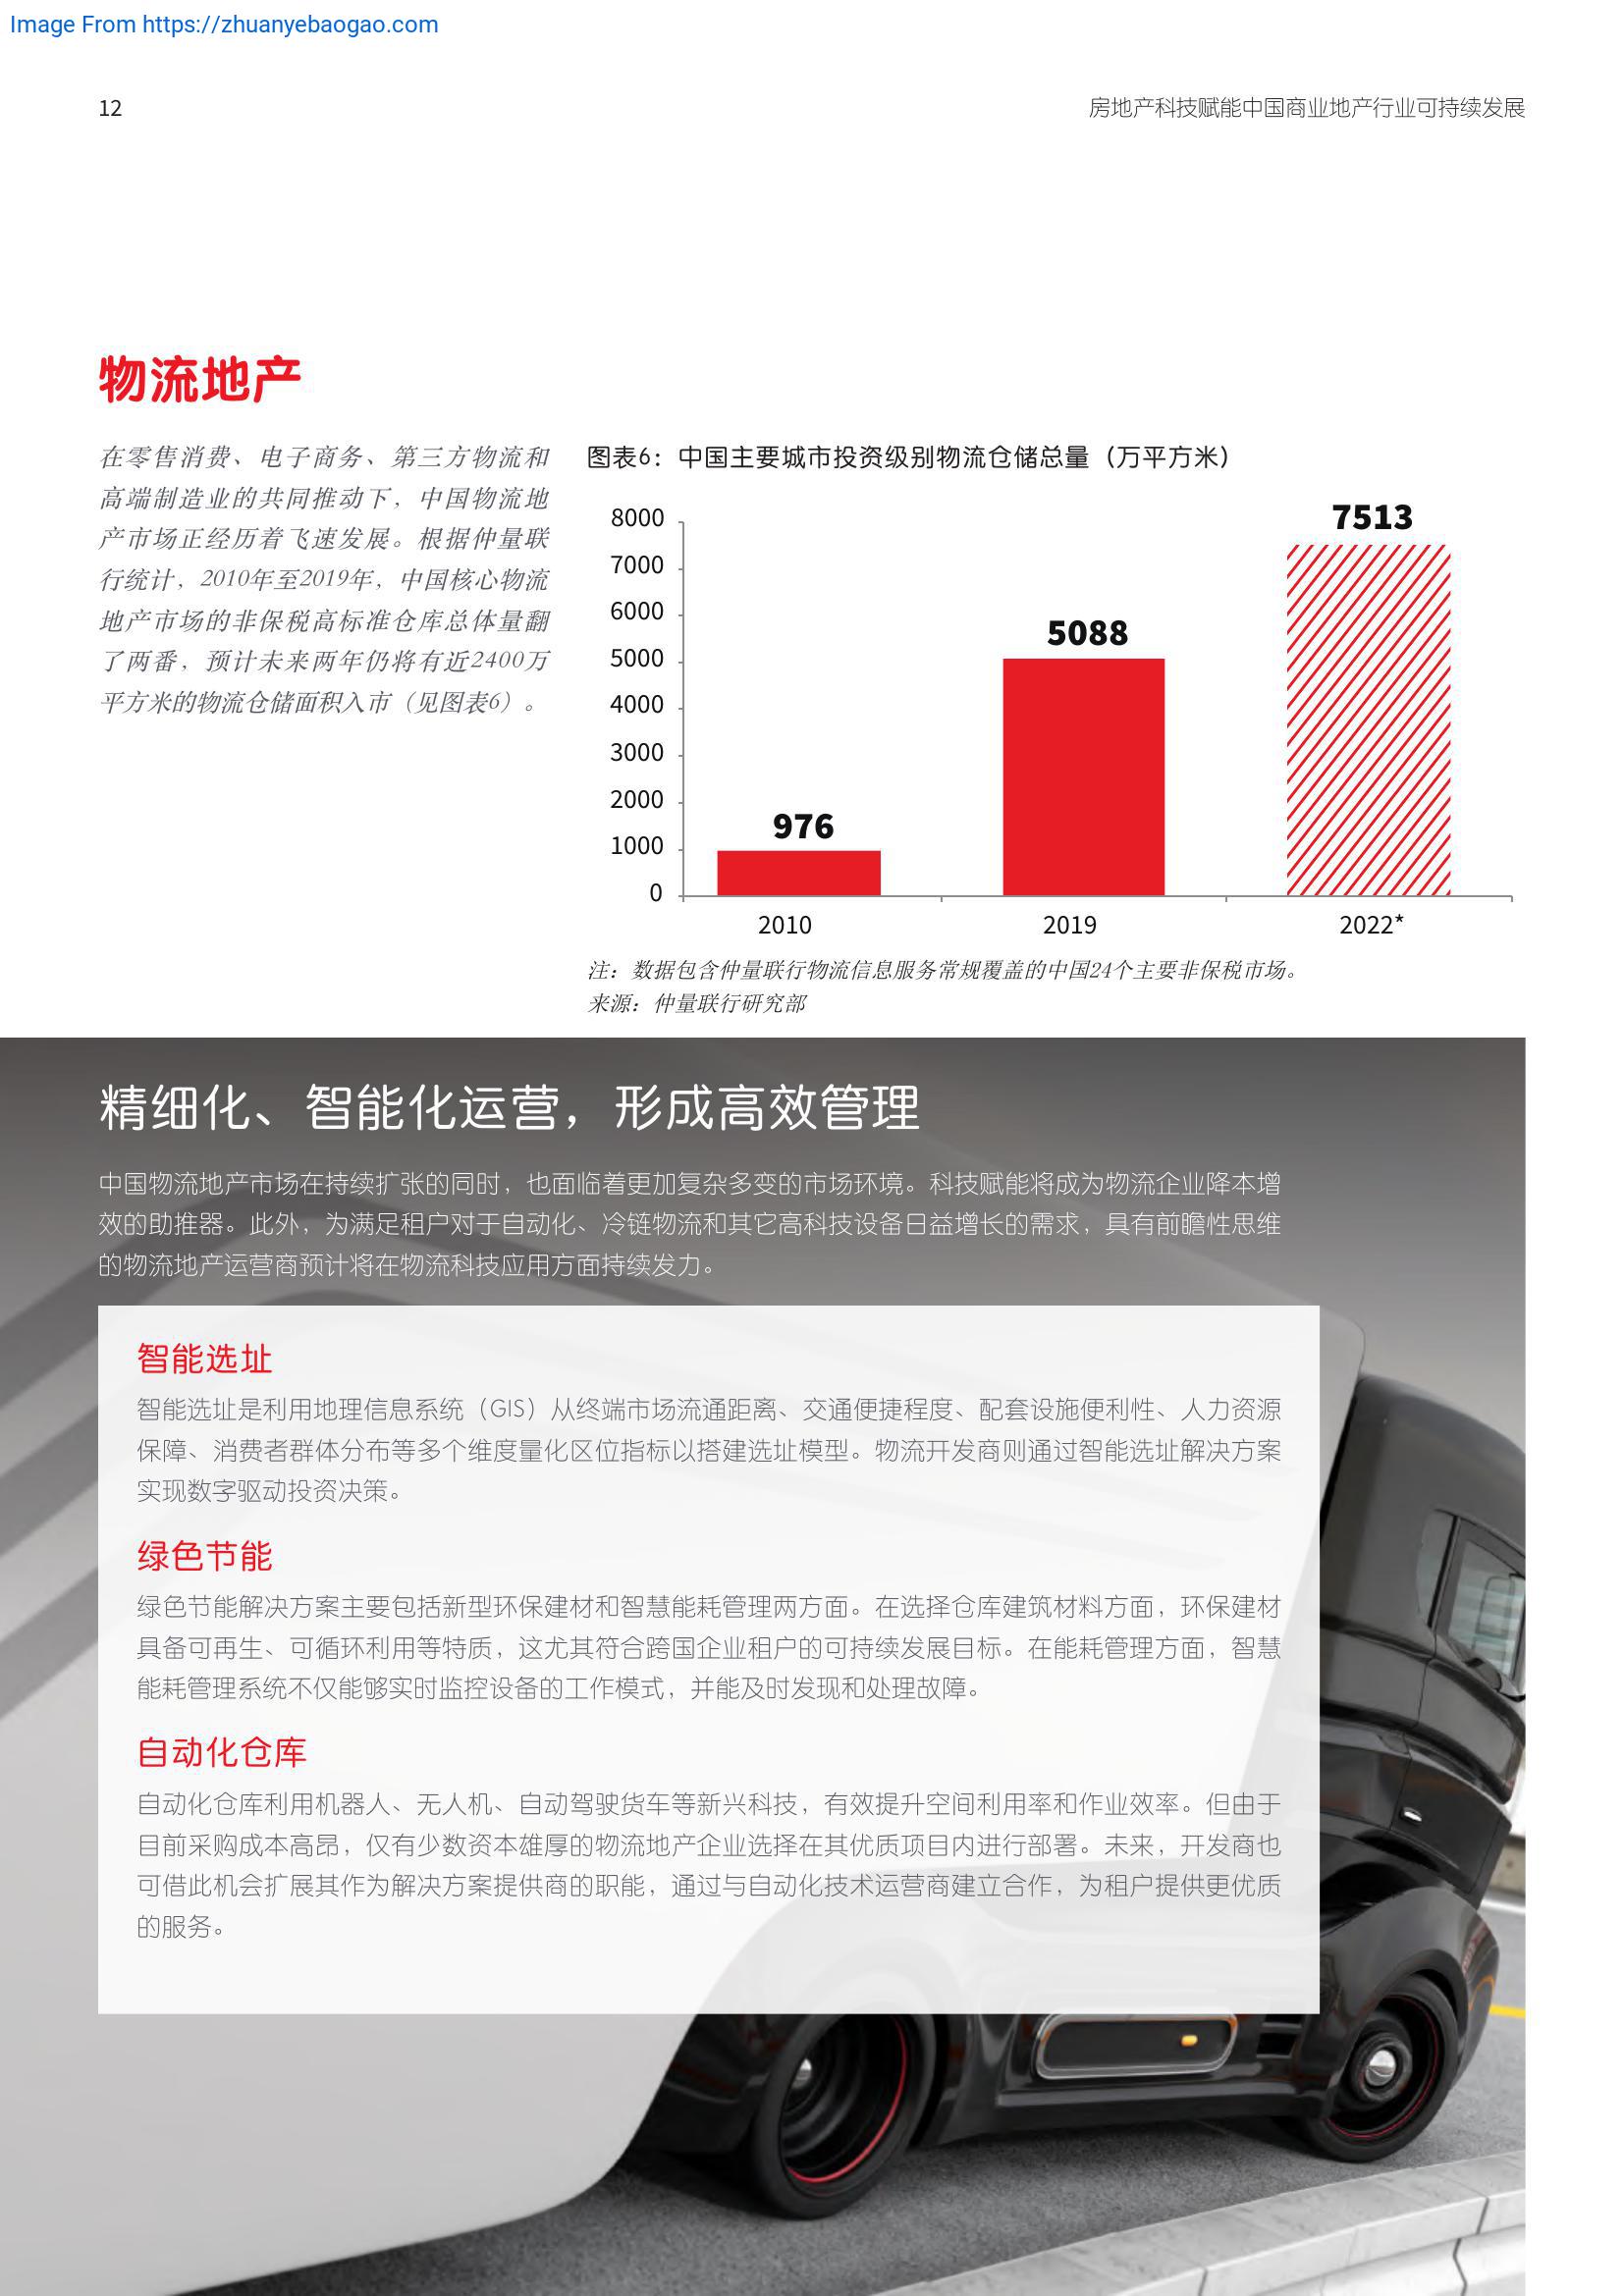 Image From https://zhuanyebaogao.com
12
房地产科技赋能中国商业地产行业可持续发展
物流地产
在零售消费、电子商务、第三方物流和
高端制造业的共同推动下，中国物流地
产市场正经历着飞速发展。根据仲量联
行统计，2010年至2019年，中国核心物流
地产市场的非保税高标准仓库总体量翻
了两番，预计未来两年仍将有近2400万
平方米的物流仓储面积入市（见图表6）。
图表6：中国主要城市投资级别物流仓储总量（万平方米）
8000
7000
6000
5000
4000
3000
2000
1000
0
976
5088
7513
2010
2019
2022*
注：数据包含仲量联行物流信息服务常规覆盖的中国24个主要非保税市场。
来源：仲量联行研究部
精细化、智能化运营，形成高效管理
中国物流地产市场在持续扩张的同时，也面临着更加复杂多变的市场环境。科技赋能将成为物流企业降本增
效的助推器。此外，为满足租户对于自动化、冷链物流和其它高科技设备日益增长的需求，具有前瞻性思维
的物流地产运营商预计将在物流科技应用方面持续发力。
智能选址
智能选址是利用地理信息系统（GIS）从终端市场流通距离、交通便捷程度、配套设施便利性、人力资源
保障、消费者群体分布等多个维度量化区位指标以搭建选址模型。物流开发商则通过智能选址解决方案
实现数字驱动投资决策。
绿色节能
绿色节能解决方案主要包括新型环保建材和智慧能耗管理两方面。在选择仓库建筑材料方面，环保建材
具备可再生、可循环利用等特质，这尤其符合跨国企业租户的可持续发展目标。在能耗管理方面，智慧
能耗管理系统不仅能够实时监控设备的工作模式，并能及时发现和处理故障。
自动化仓库
自动化仓库利用机器人、无人机、自动驾驶货车等新兴科技，有效提升空间利用率和作业效率。但由于
目前采购成本高昂，仅有少数资本雄厚的物流地产企业选择在其优质项目内进行部署。未来，开发商也
可借此机会扩展其作为解决方案提供商的职能，通过与自动化技术运营商建立合作，为租户提供更优质
的服务。